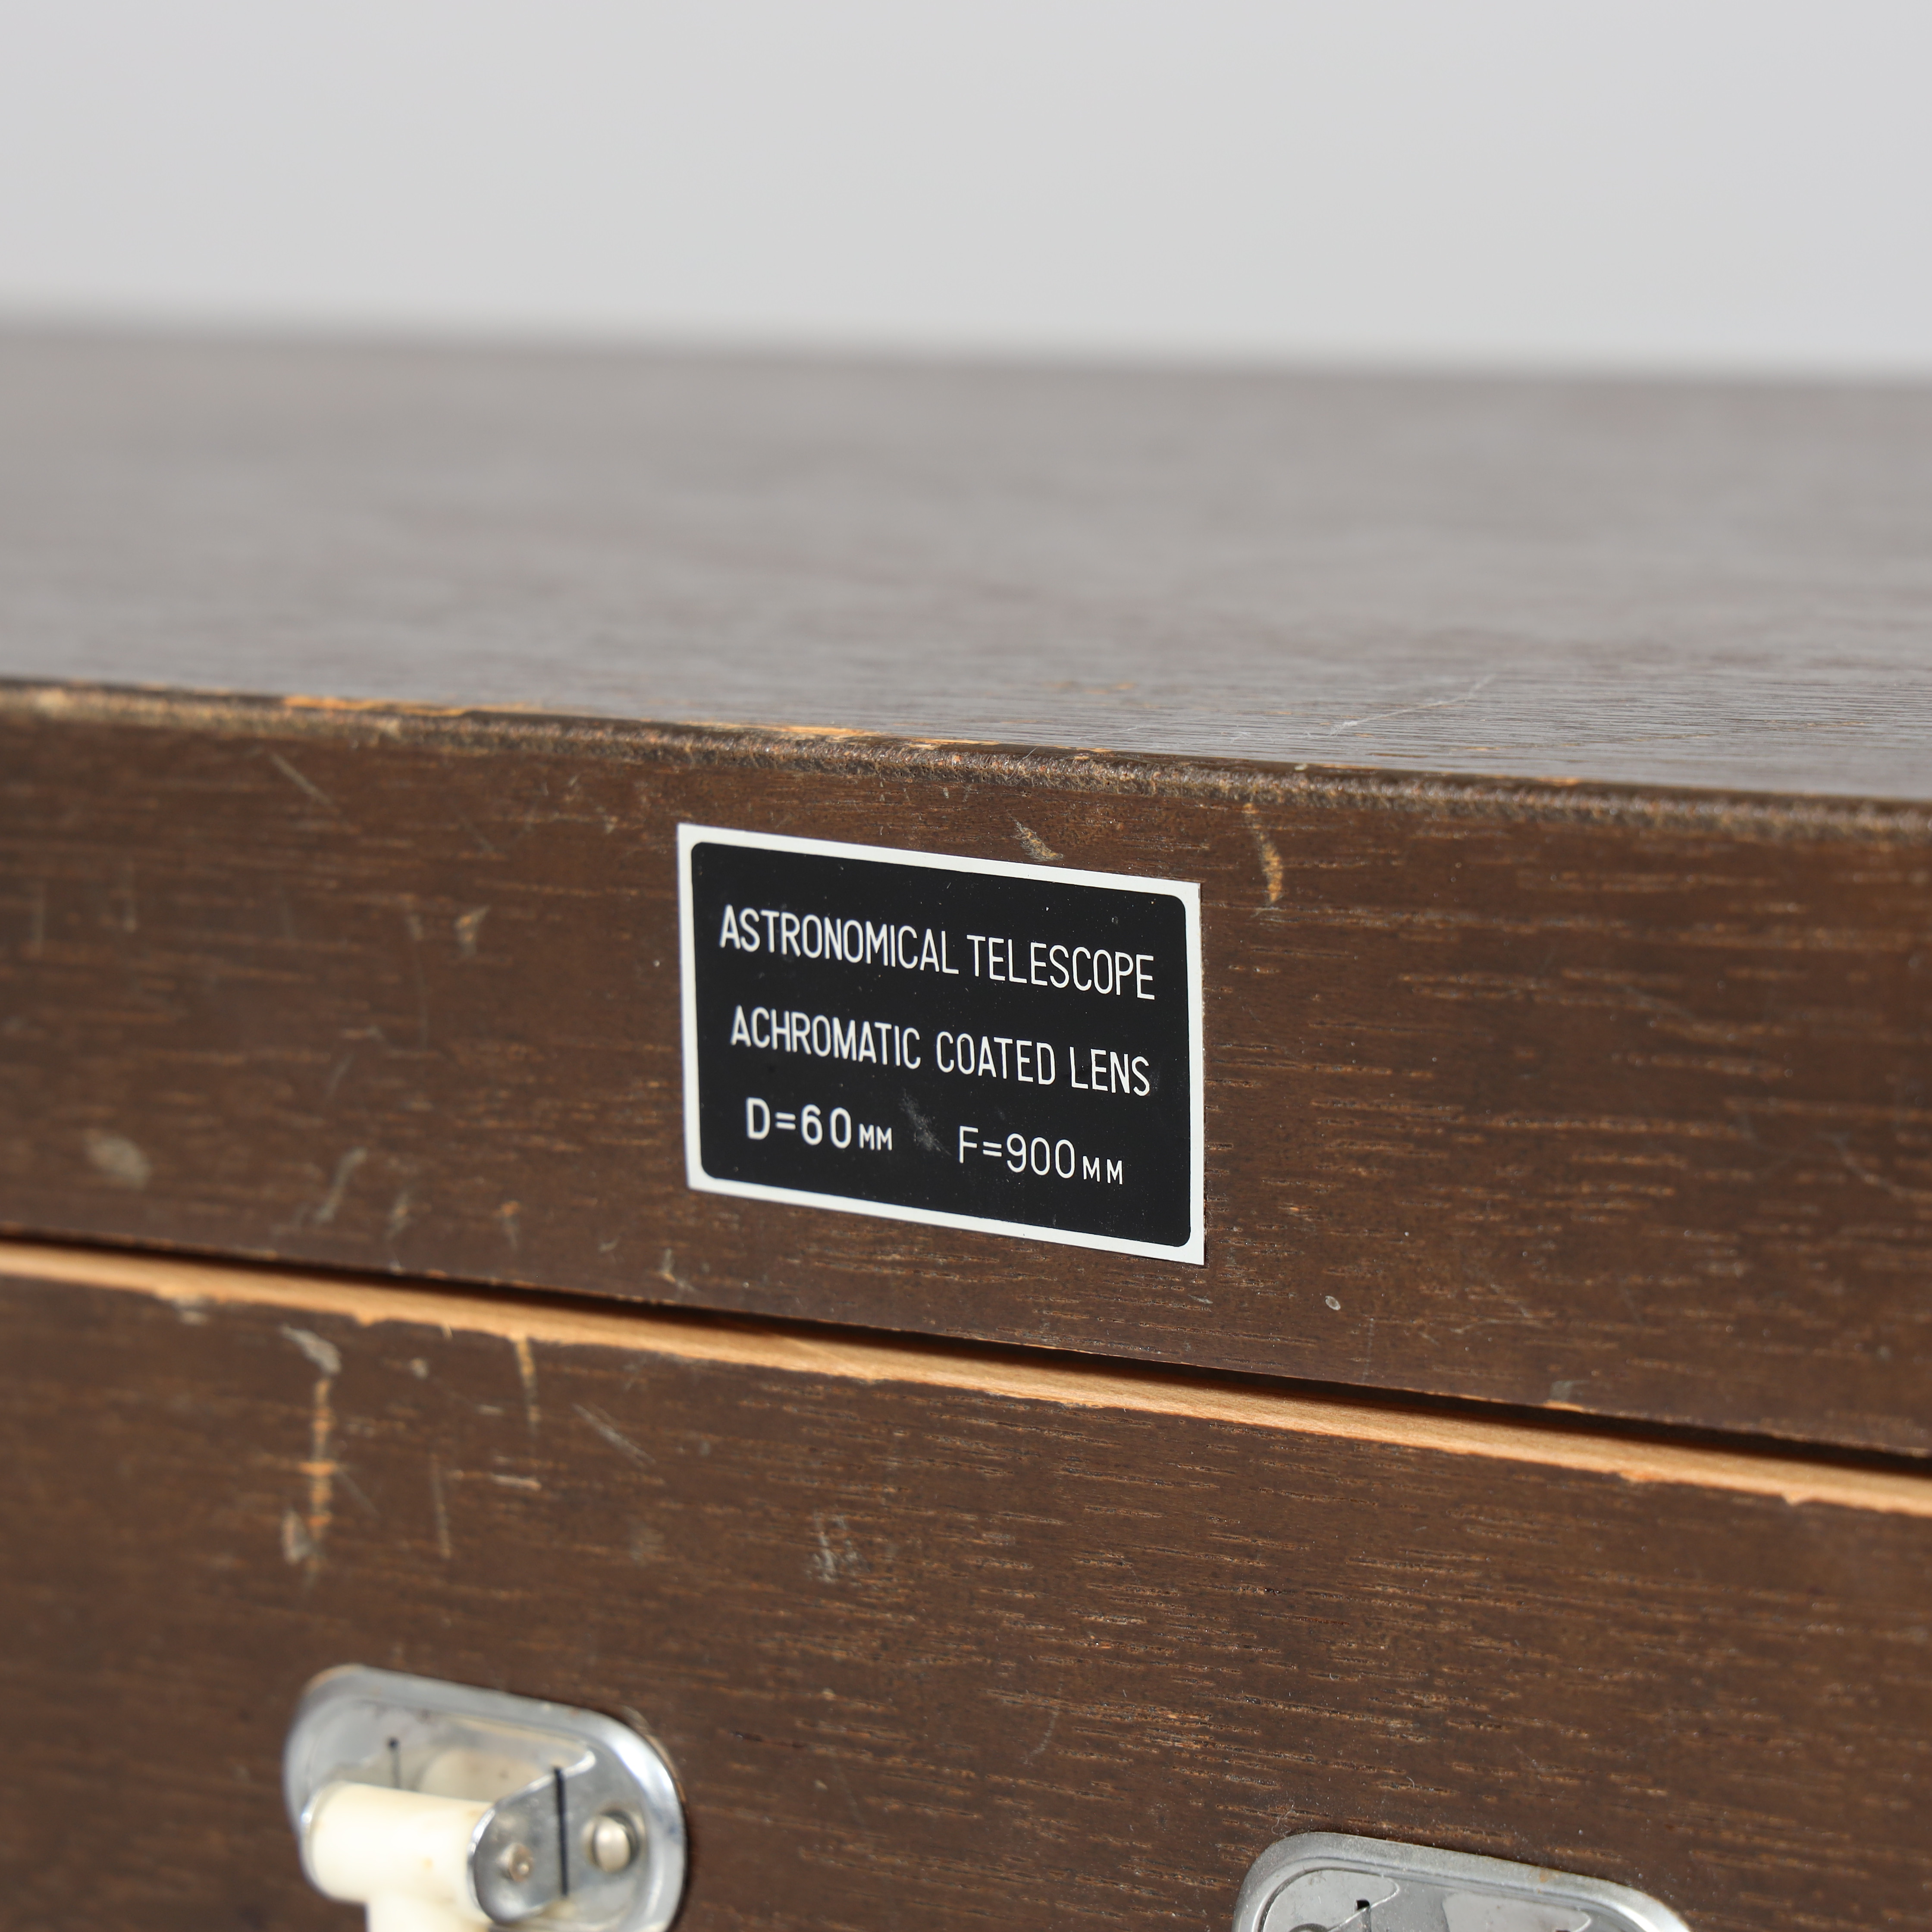 ASTRONOMICAL TELESCOPE
ACHROMATIC COATED LENS
D=60MM F=900MM